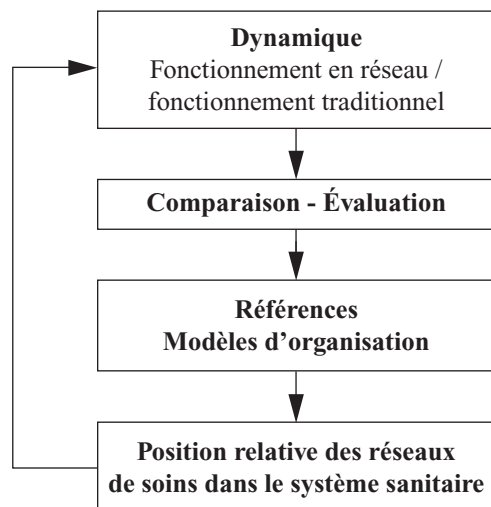 Dynamique
Fonctionnement en réseau /
fonctionnement traditionnel
Comparaison - Évaluation
Références
Modèles d’organisation
Position relative des réseaux
de soins dans le système sanitaire